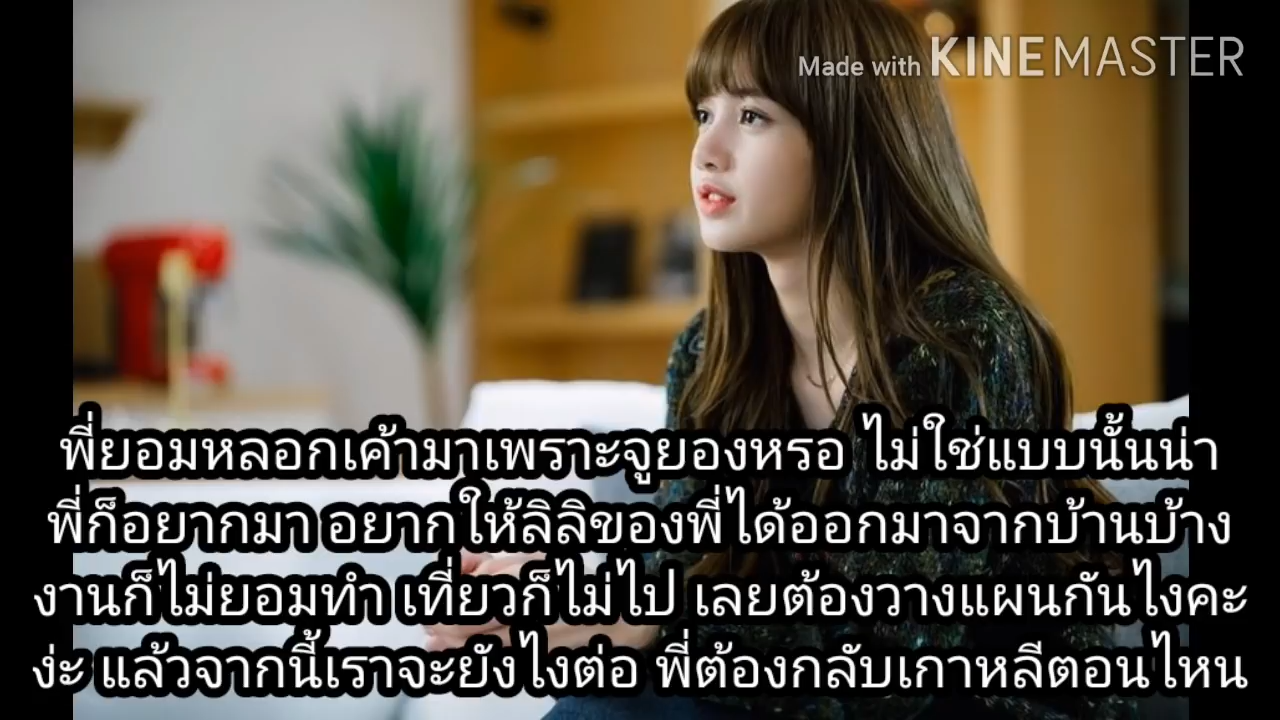 Made with KINEMASTER
พี่ยอมหลอกเค้ามาเพราะจูยองหรอ ไม่ใช่แบบนั้นน่า
พี่ก็อยากมา อยากให้ลิลิของพี่ได้ออกมาจากบ้านบ้าง
งานก็ไม่ยอมทำ เที่ยวก็ไม่ไป เลยต้องวางแผนกันไงคะ
ง่ะ แล้วจากนี้เราจะยังไงต่อ พี่ต้องกลับเกาหลีตอนไหน